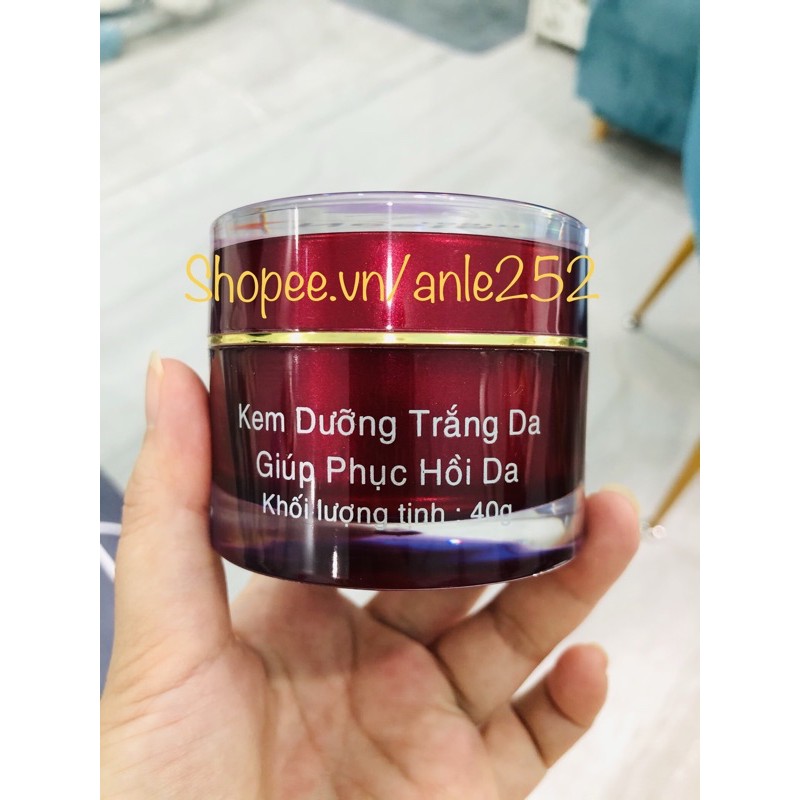 Shopee.vn/anle252
Kem Dưỡng Trắng Da
Giúp Phục Hồi Da
Khối lượng tịnh : 40g